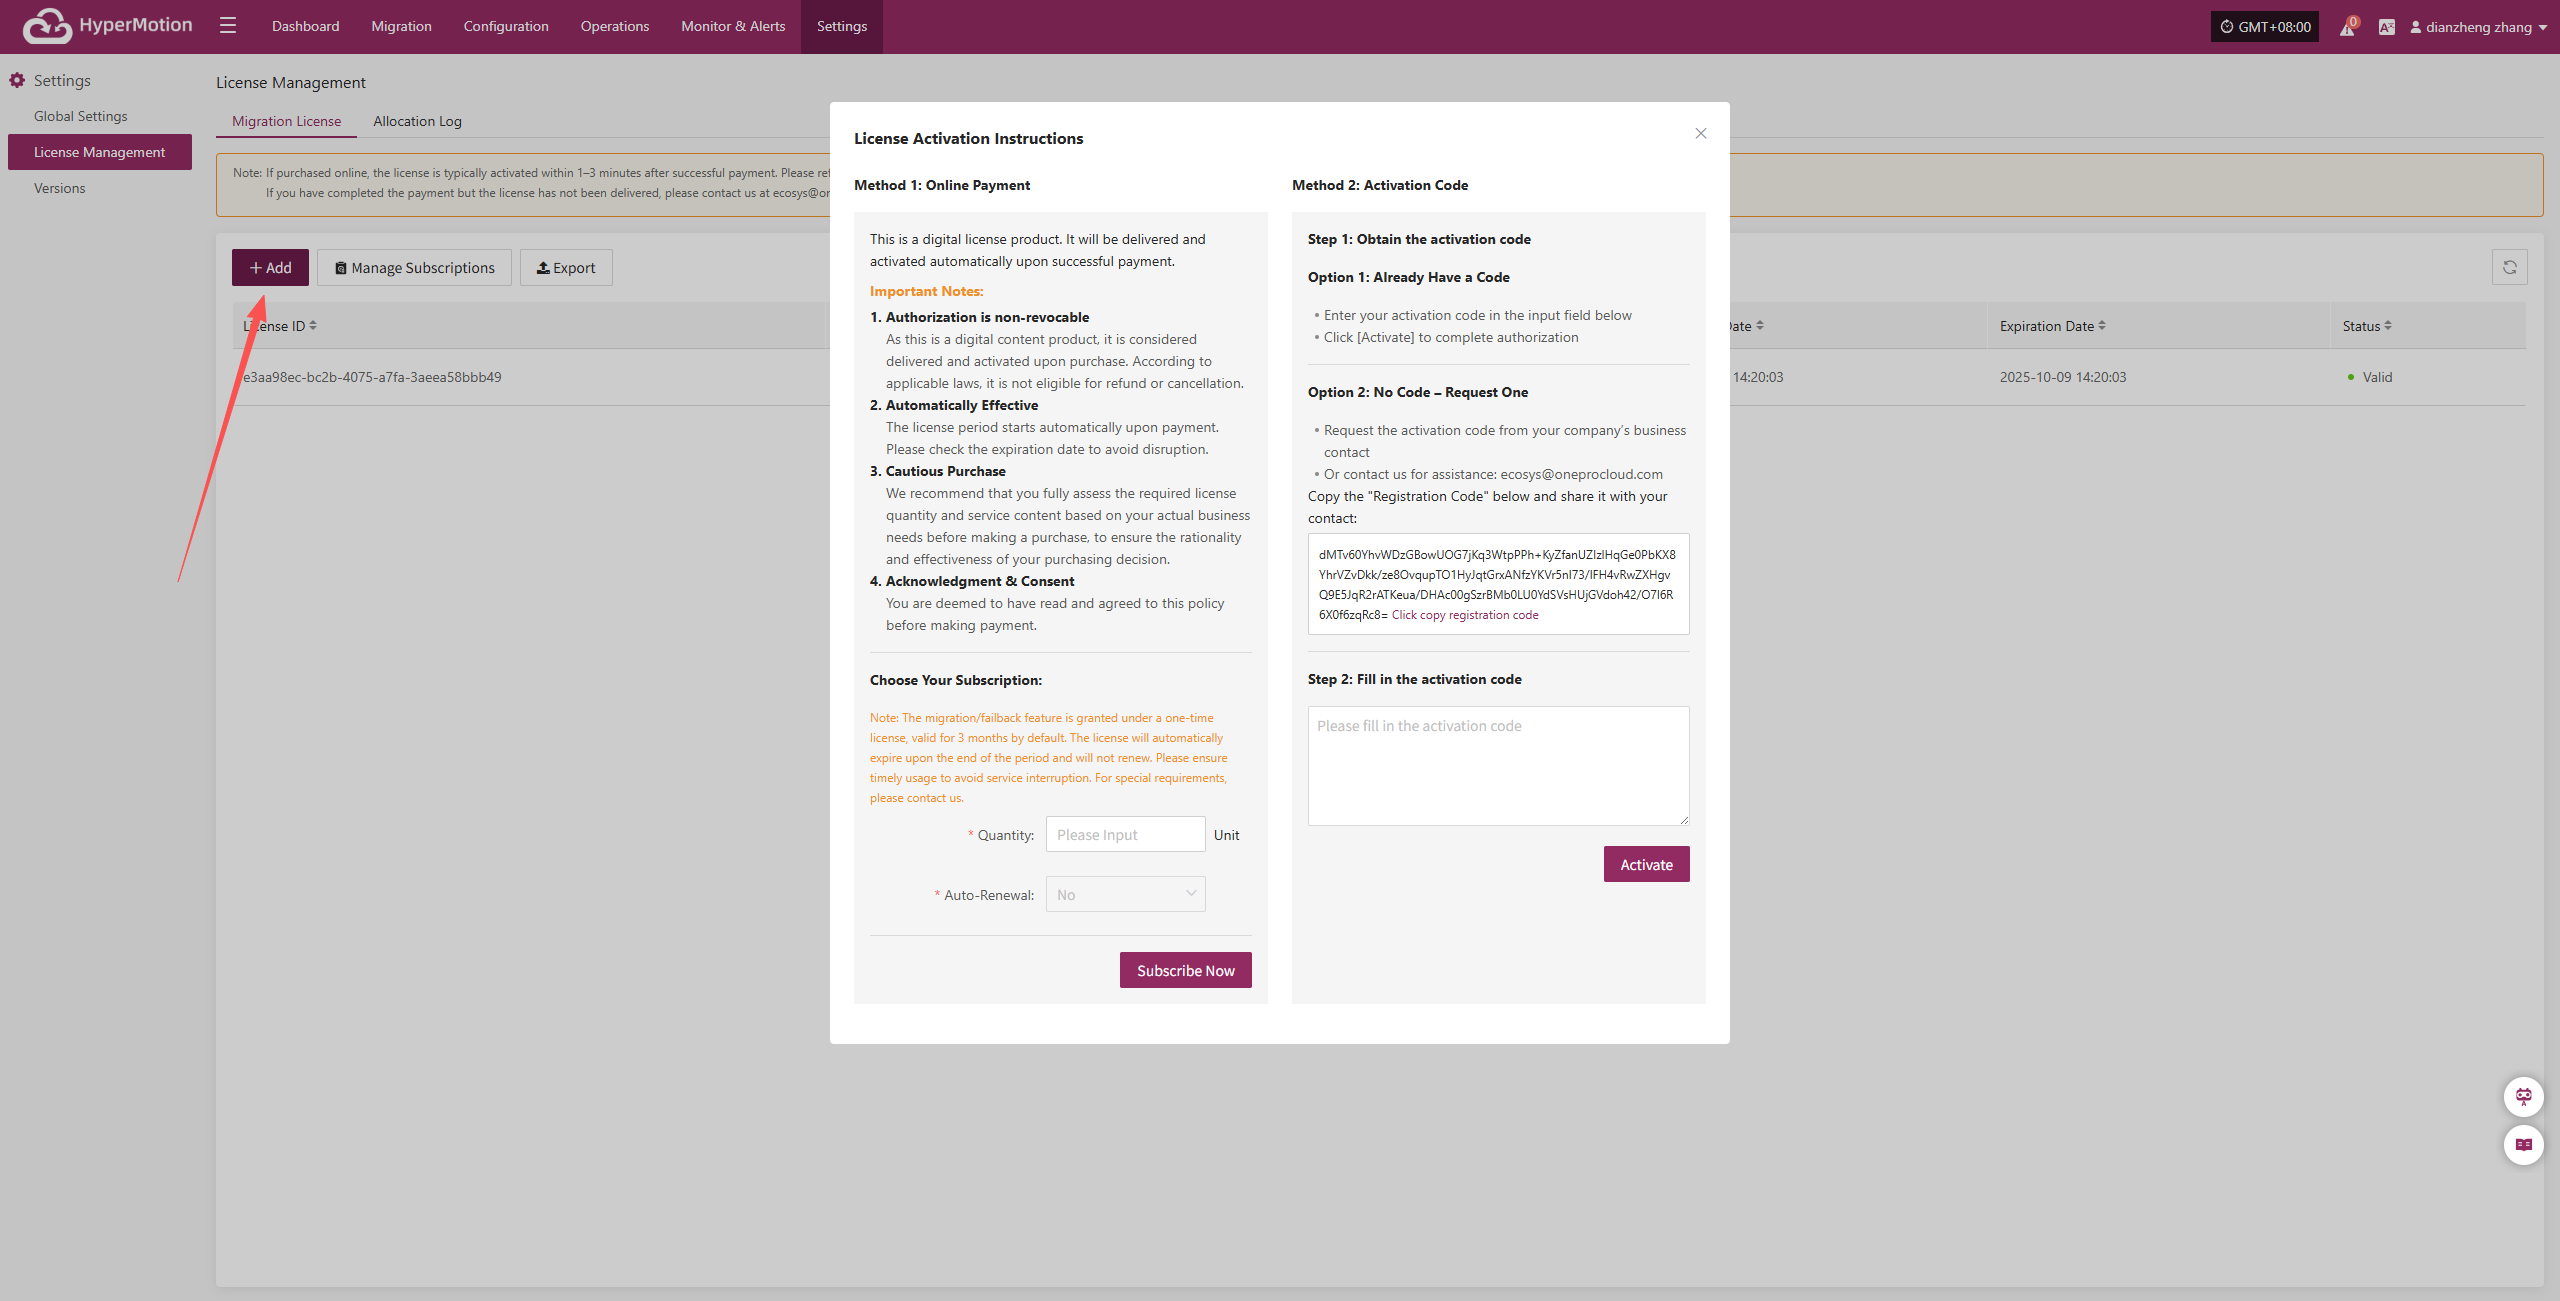 HyperMotion
Dashboard
Migration
Configuration
Operations
Monitor & Alerts
Settings
GMT+08:00
0
dianzheng zhang
Settings
Global Settings
License Management
Versions
License Management
Migration License
Allocation Log
Note: If purchased online, the license is typically activated within 1–3 minutes after successful payment. Please
If you have completed the payment but the license has not been delivered, please contact us at
+ Add
Manage Subscriptions
Export
License ID
Expiration Date
Status
e3aa98ec-bc2b-4075-a7fa-3aeea58bbb49
14:20:03
2025-10-09 14:20:03
Valid
License Activation Instructions
Method 1: Online Payment
This is a digital license product. It will be delivered and
activated automatically upon successful payment.
Important Notes:
1. Authorization is non-revocable
As this is a digital content product, it is considered
delivered and activated upon purchase. According to
applicable laws, it is not eligible for refund or cancellation.
2. Automatically Effective
The license period starts automatically upon payment.
Please check the expiration date to avoid disruption.
3. Cautious Purchase
We recommend that you fully assess the required license
quantity and service content based on your actual business
needs before making a purchase, to ensure the rationality
and effectiveness of your purchasing decision.
4. Acknowledgment & Consent
You are deemed to have read and agreed to this policy
before making payment.
Choose Your Subscription:
Note: The migration/failback feature is granted under a one-time
license, valid for 3 months by default. The license will automatically
expire upon the end of the period and will not renew. Please ensure
timely usage to avoid service interruption. For special requirements,
please contact us.
* Quantity:
Please Input
Unit
* Auto-Renewal:
No
Subscribe Now
Method 2: Activation Code
Step 1: Obtain the activation code
Option 1: Already Have a Code
• Enter your activation code in the input field below
• Click [Activate] to complete authorization
Option 2: No Code – Request One
• Request the activation code from your company's business
contact
• Or contact us for assistance: ecosys@oneprocloud.com
Copy the "Registration Code" below and share it with your
contact:
Click copy registration code
Step 2: Fill in the activation code
Please fill in the activation code
Activate